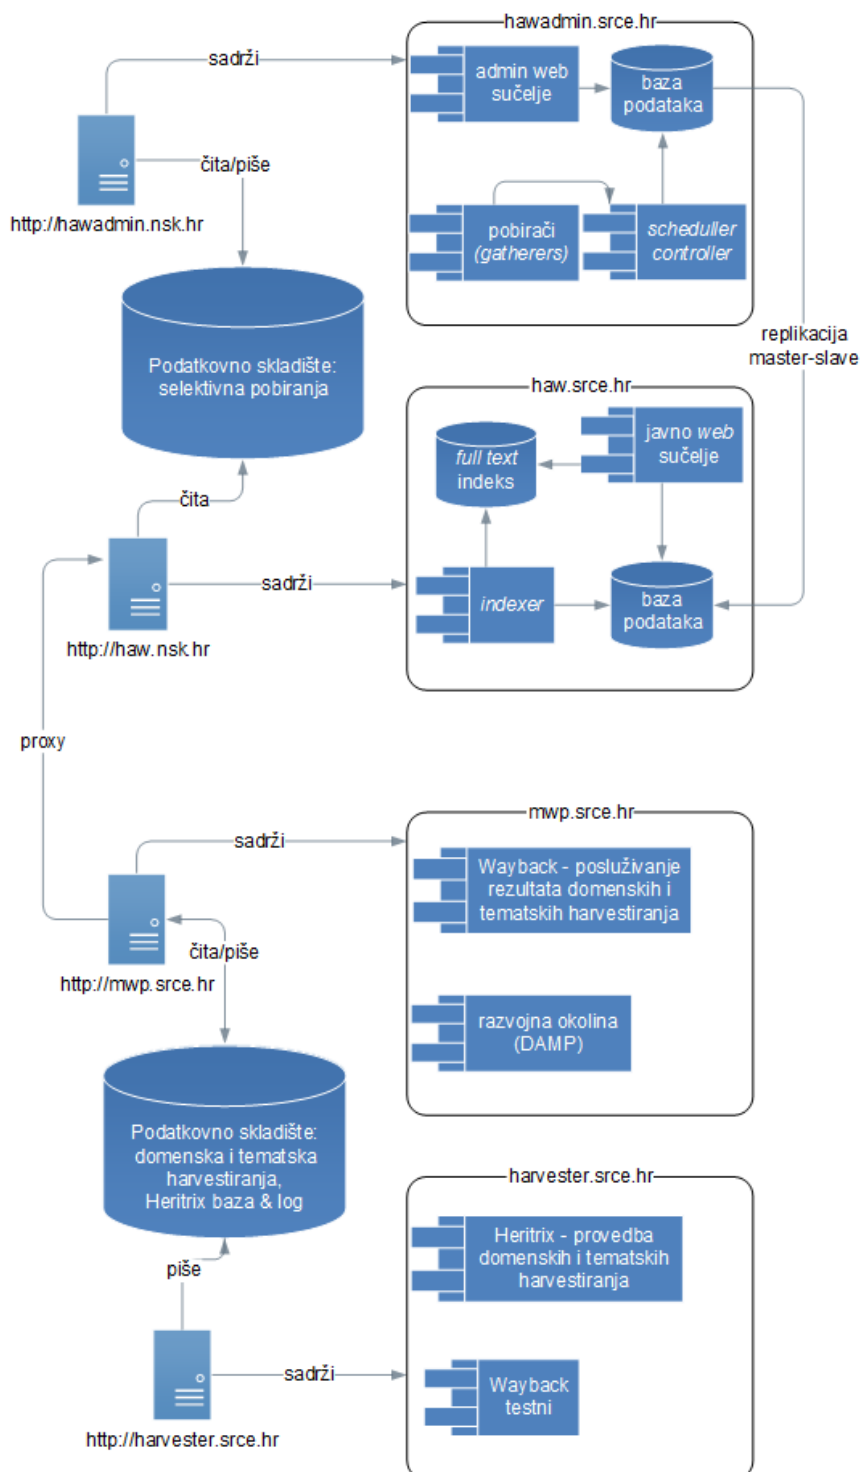 hawadmin.srce.hr
sadrži
admin web
sučelje
baza
podataka
čita/piše
http://hawadmin.nsk.hr
pobirači
(gatherers)
scheduller
controller
replikacija
master-slave
Podatkovno skladište:
selektivna pobiranja
haw.srce.hr
full text
indeks
javno web
sučelje
čita
sadrži
indexer
baza
podataka
http://haw.nsk.hr
proxy
mwp.srce.hr
sadrži
Wayback - posluživanje
rezultata domenskih i
tematskih harvestiranja
čita/piše
http://mwp.srce.hr
razvojna okolina
(DAMP)
Podatkovno skladište:
domenska i tematska
harvestiranja,
Heritrix baza & log
harvester.srce.hr
Heritrix - provedba
domenskih i tematskih
harvestiranja
piše
sadrži
Wayback
testni
http://harvester.srce.hr